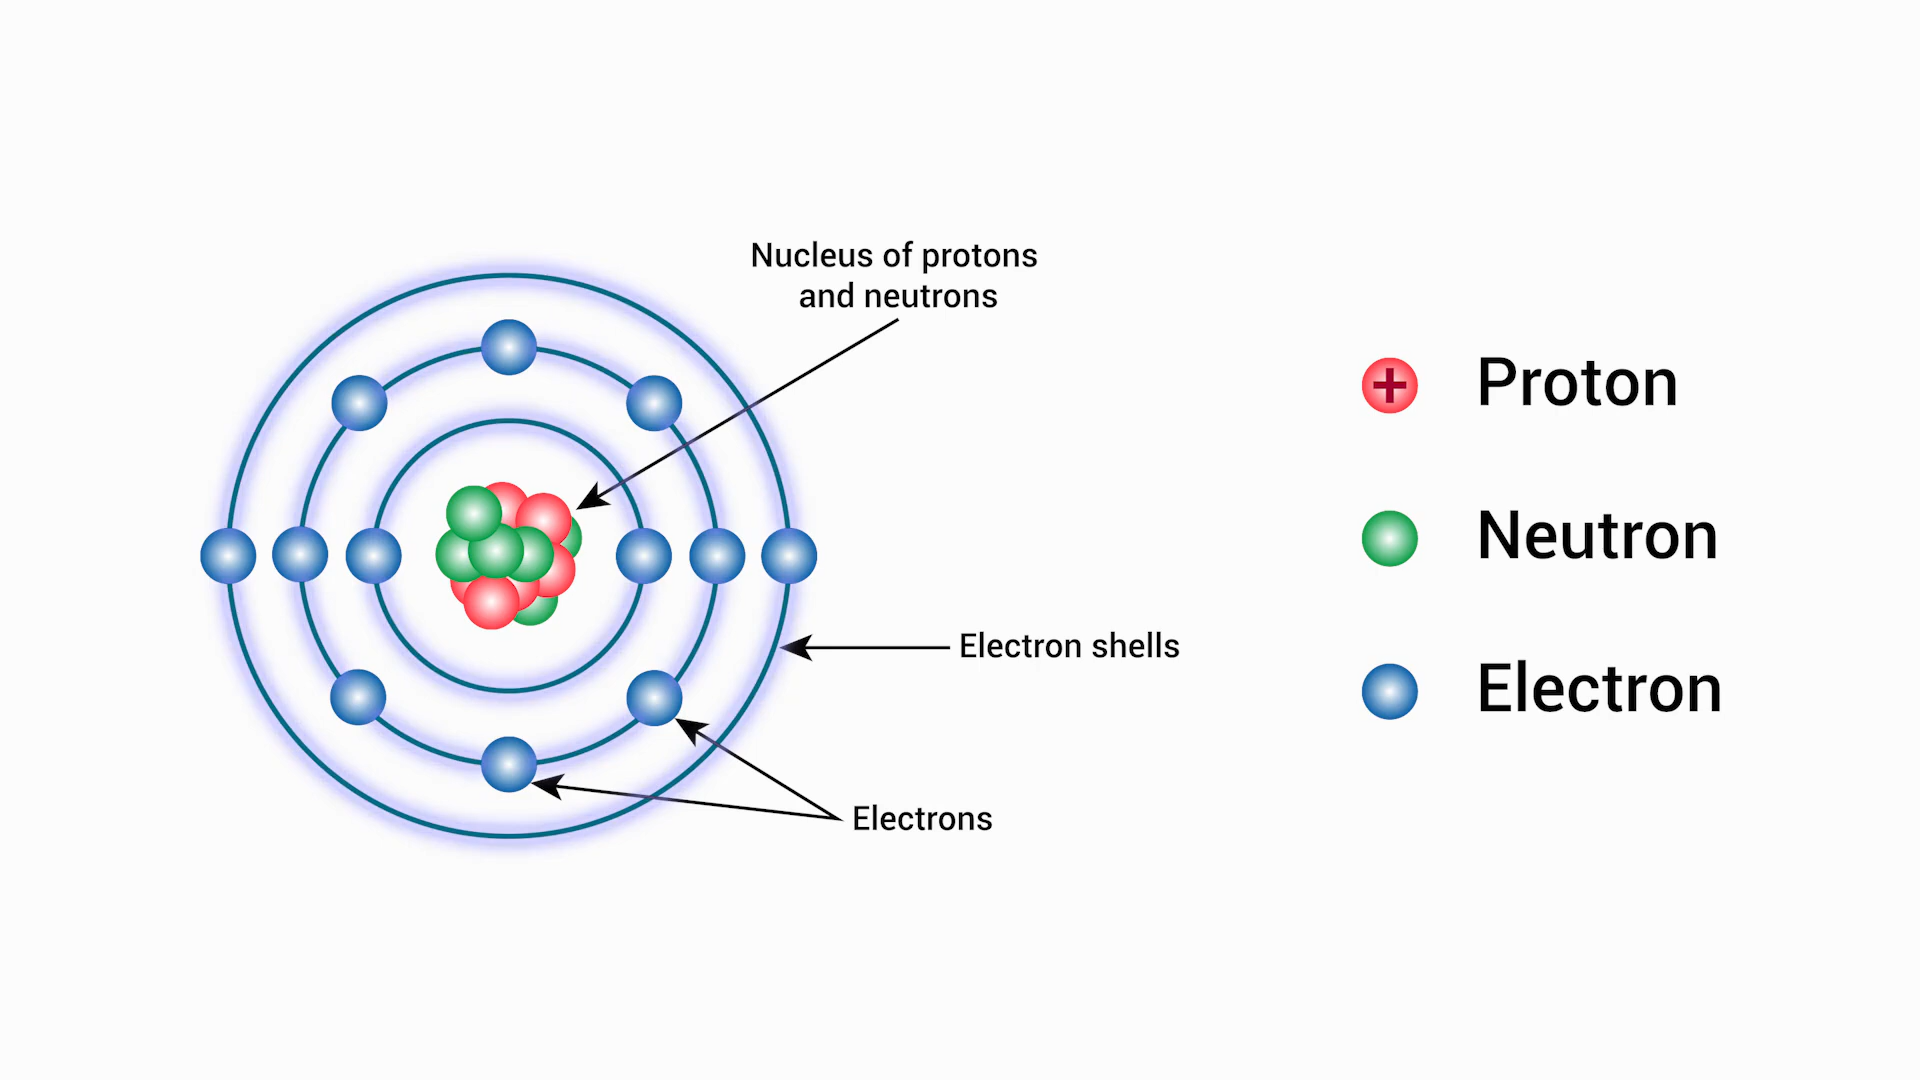 Nucleus of protons
and neutrons
Electron shells
Electrons
+ Proton
Neutron
Electron